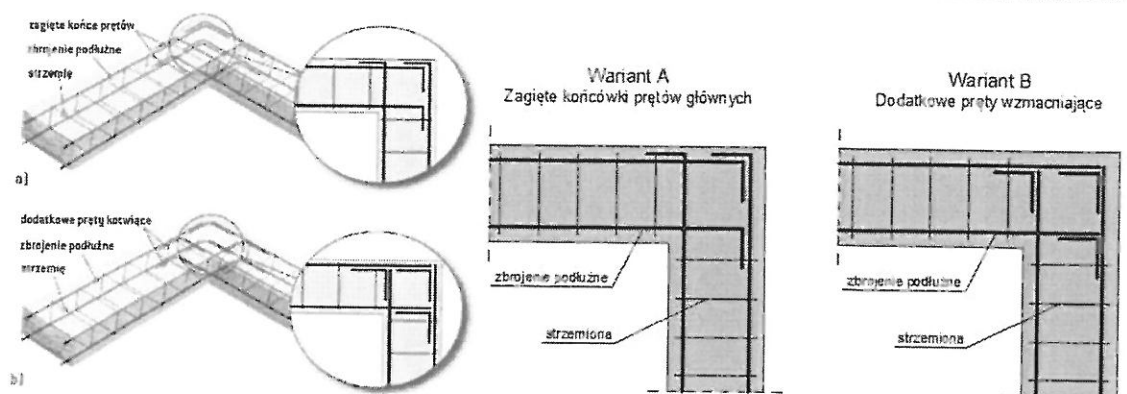 zagięte końce prętów
zbrojenie podłużne
strzemię
a)
dodatkowe pręty kotwiące
zbrojenie podłużne
strzemię
b)
Wariant A
Zagięte końcówki prętów głównych
zbrojenie podłużne
strzemiona
Wariant B
Dodatkowe pręty wzmacniające
zbrojenie podłużne
strzemiona